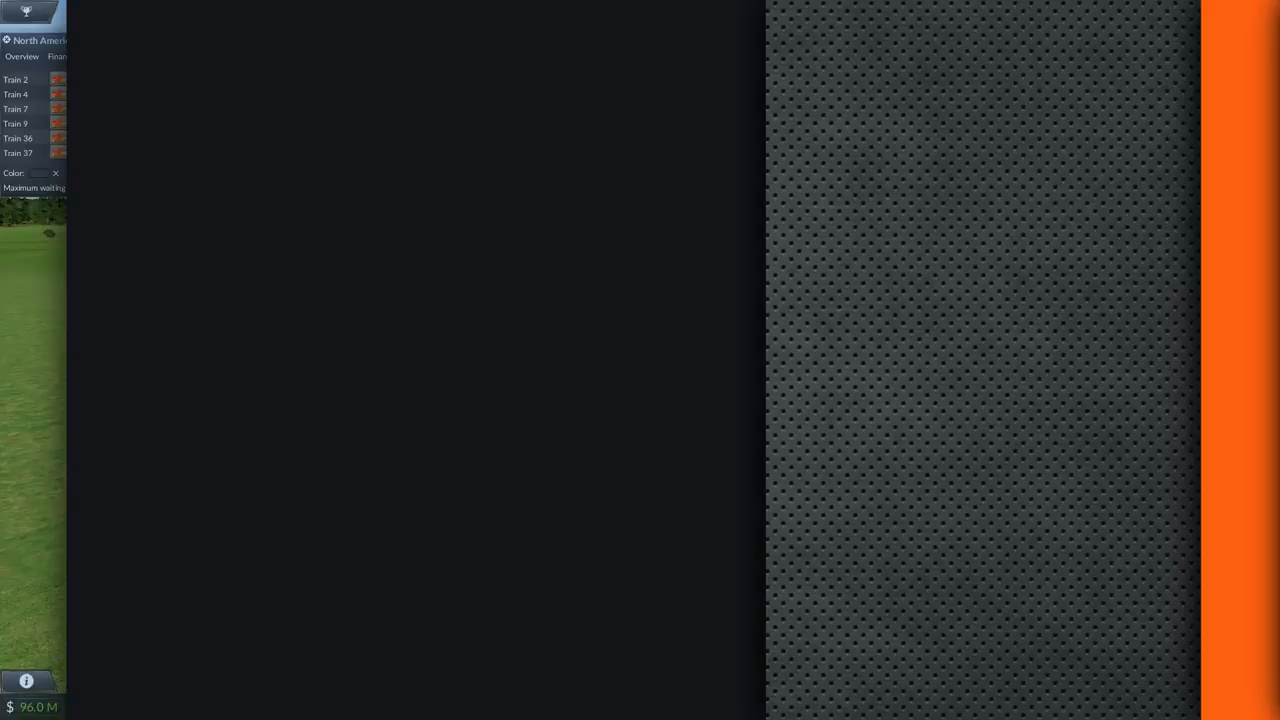 North Ameri
Overview Finan
Train 2
Train 4
Train 7
Train 9
Train 36
Train 37
Color:
Maximum waiting
$ 96.0 M